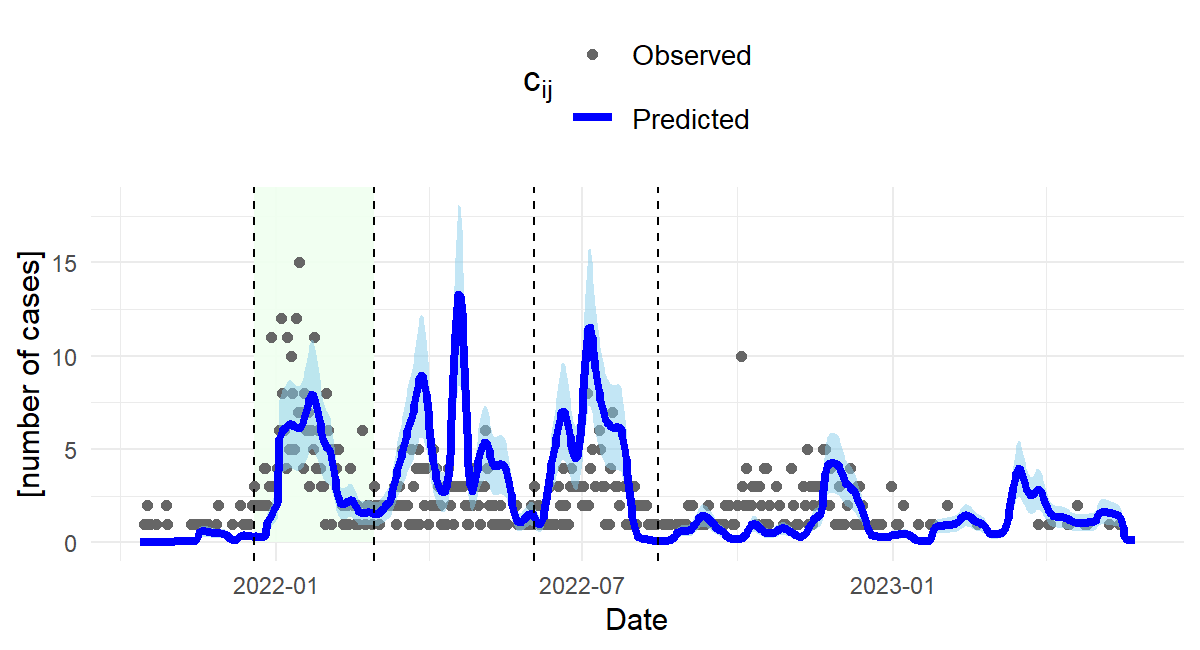 Observed
c_ij
Predicted
[number of cases]
15
10
5
0
2022-01
2022-07
2023-01
Date